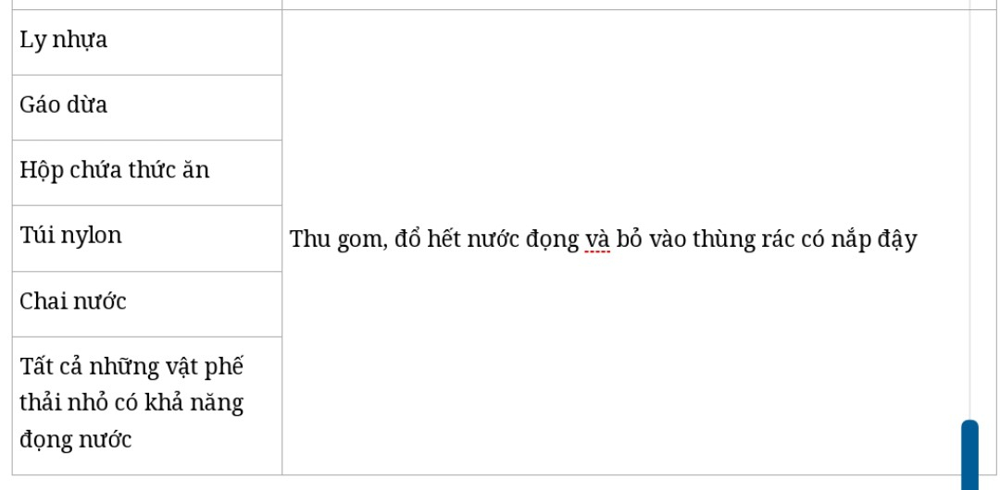 Ly nhựa
Gáo dừa
Hộp chứa thức ăn
Túi nylon
Thu gom, đổ hết nước đọng và bỏ vào thùng rác có nắp đậy
Chai nước
Tất cả những vật phế
thải nhỏ có khả năng
đọng nước